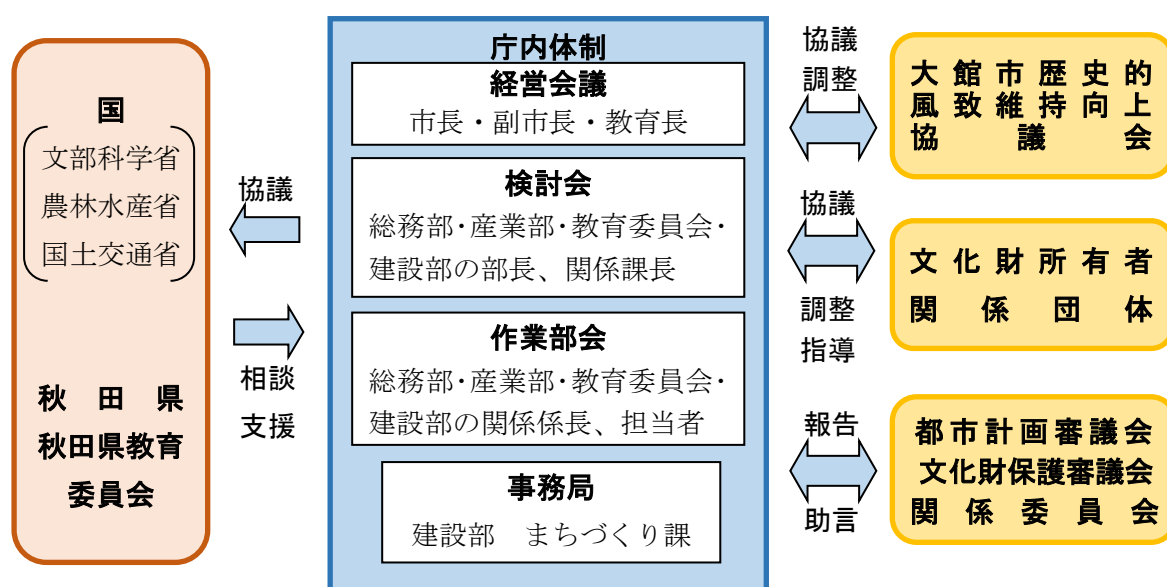 国
文部科学省
農林水産省
国土交通省
秋田県
秋田県教育
委員会
協議
相談
支援
庁内体制
経営会議
市長・副市長・教育長
検討会
総務部・産業部・教育委員会・
建設部の部長、関係課長
作業部会
総務部・産業部・教育委員会・
建設部の関係係長、担当者
事務局
建設部　まちづくり課
協議
調整
大館市歴史的
風致維持向上
協議会
協議
調整
指導
文化財所有者
関係団体
報告
助言
都市計画審議会
文化財保護審議会
関係委員会